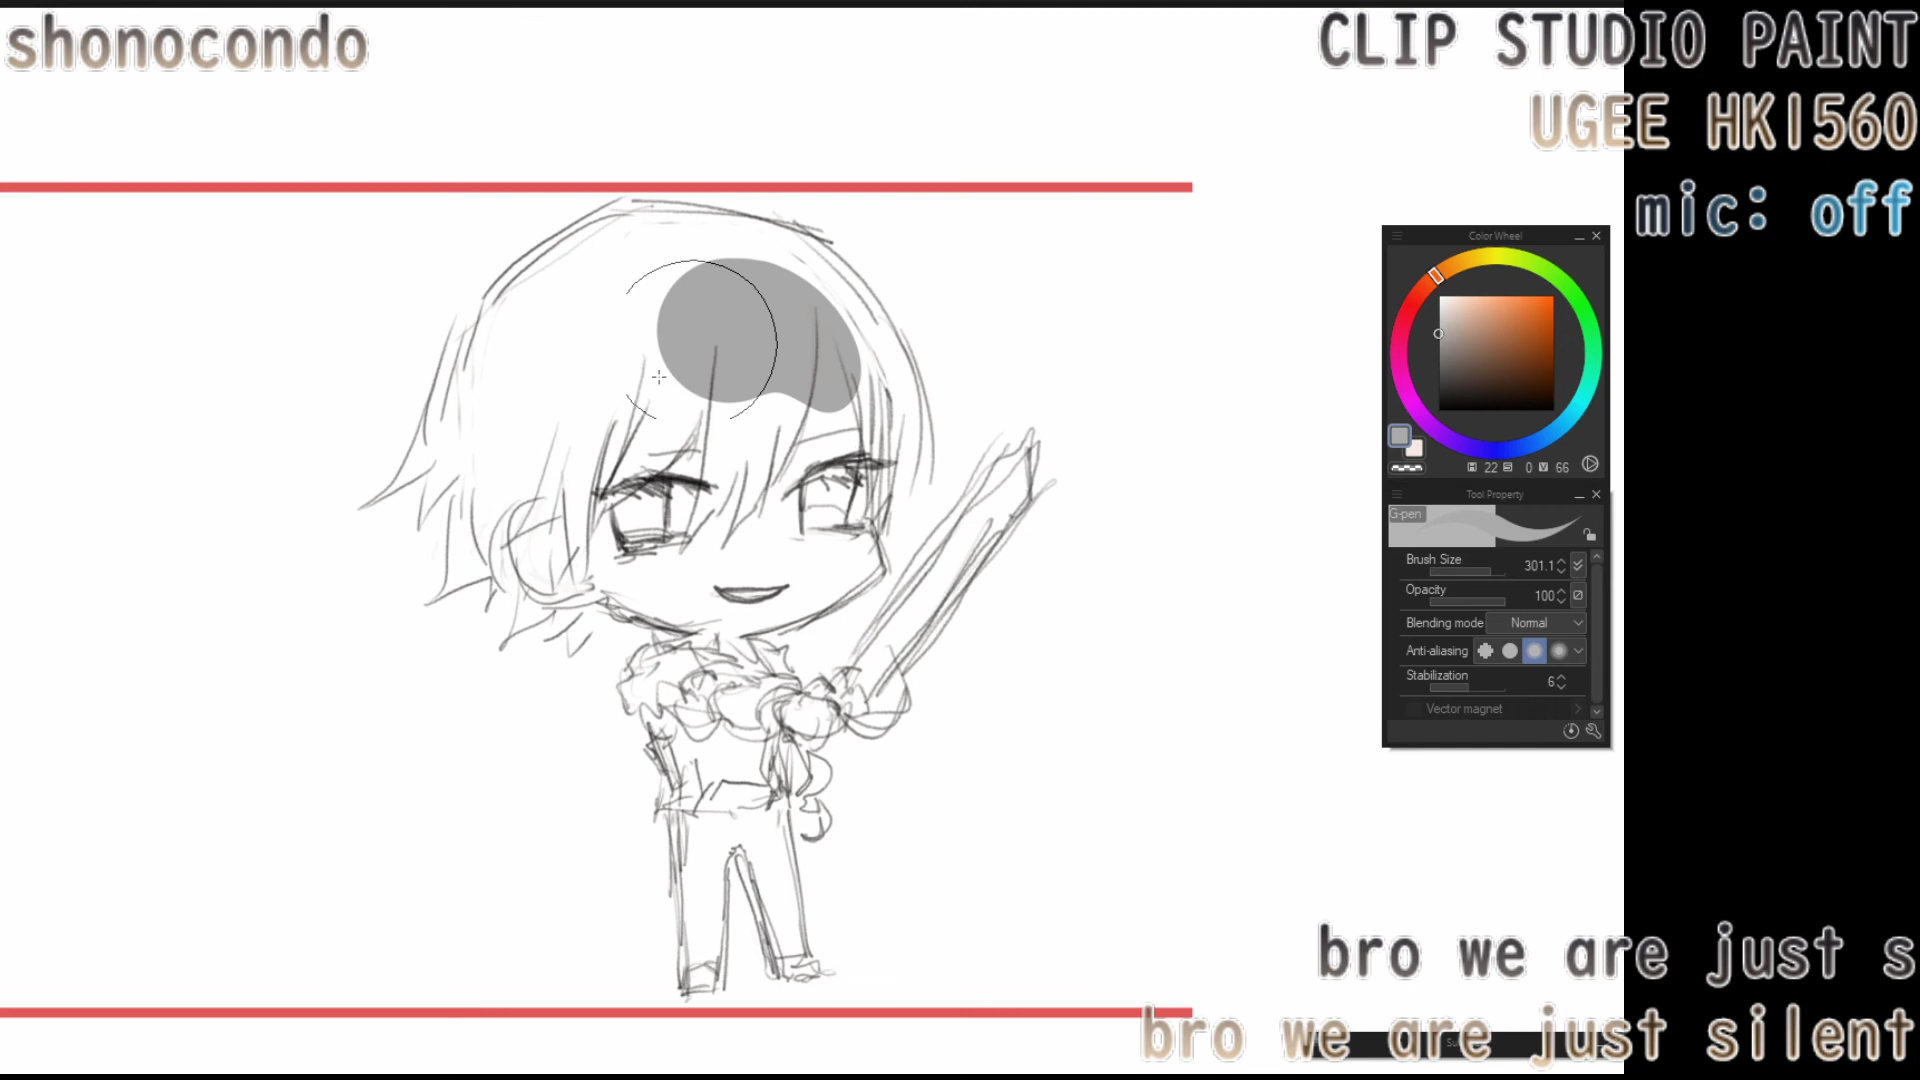 shonocondo
CLIP STUDIO PAINT
UGEE HK1560
mic: off
Color Wheel
H 22 S 0 V 66
Tool Property
G-pen
Brush Size 301.1
Opacity 100
Blending mode Normal
Anti-aliasing
Stabilization 6
Vector magnet
bro we are just s
bro we are just silent